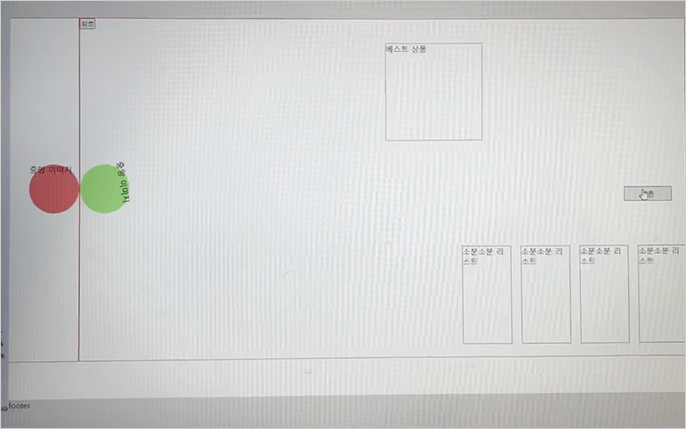 베스트 상품
중앙 이미지
중앙 이미지
소분소분 리
스트
소분소분 리
스트
소분소분 리
스트
소분소분 리
스트
footer